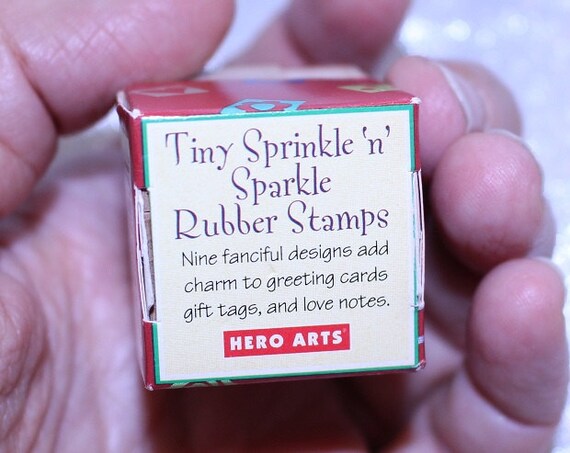 Tiny Sprinkle 'n'
Sparkle
Rubber Stamps
Nine fanciful designs add
charm to greeting cards
gift tags, and love notes.
HERO ARTS®